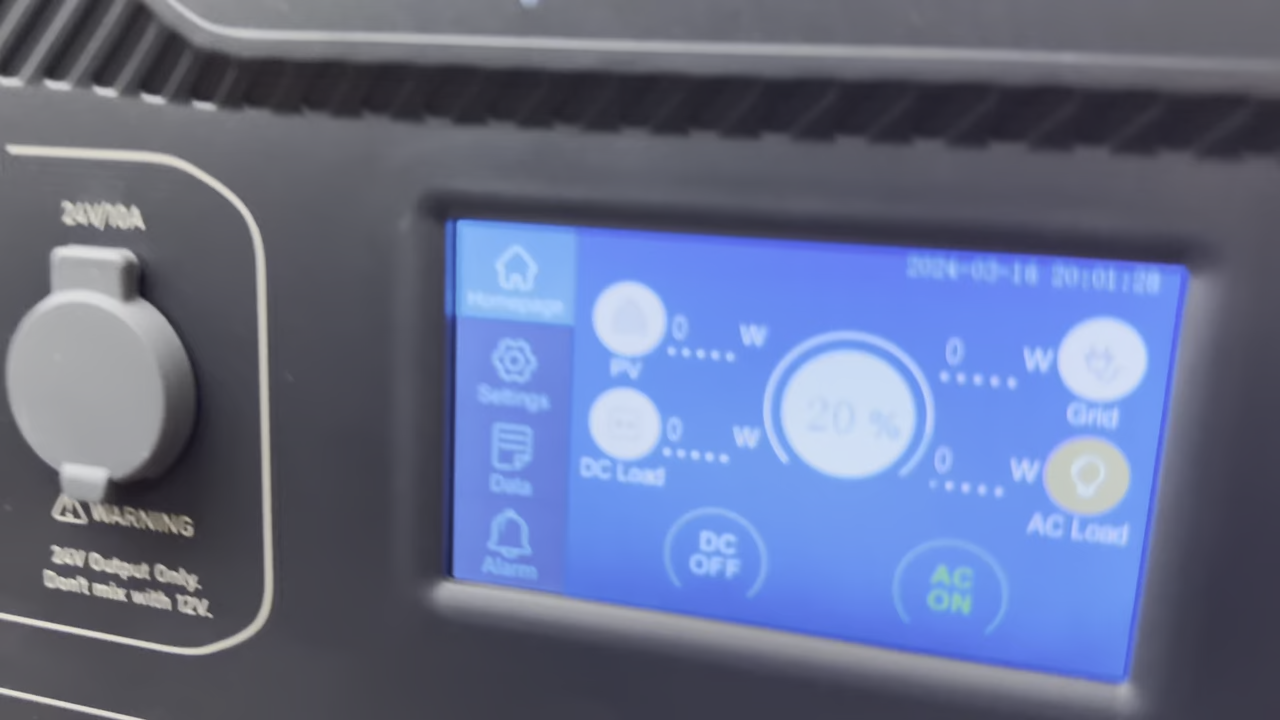 24V/10A
WARNING
24V Output Only.
Don't mix with 12V.
2024-03-16 20:01:28
Homepage
Settings
Data
Alarm
0 W
PV
0 W
DC Load
20 %
0 W
Grid
0 W
AC Load
DC
OFF
AC
ON